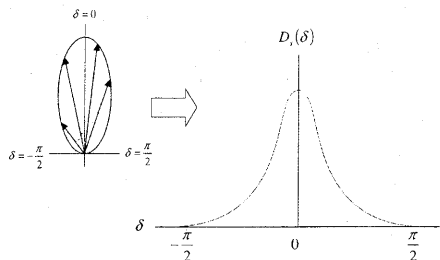 δ = 0
δ = -π/2
δ = π/2
D_s(δ)
δ
-π/2
0
π/2